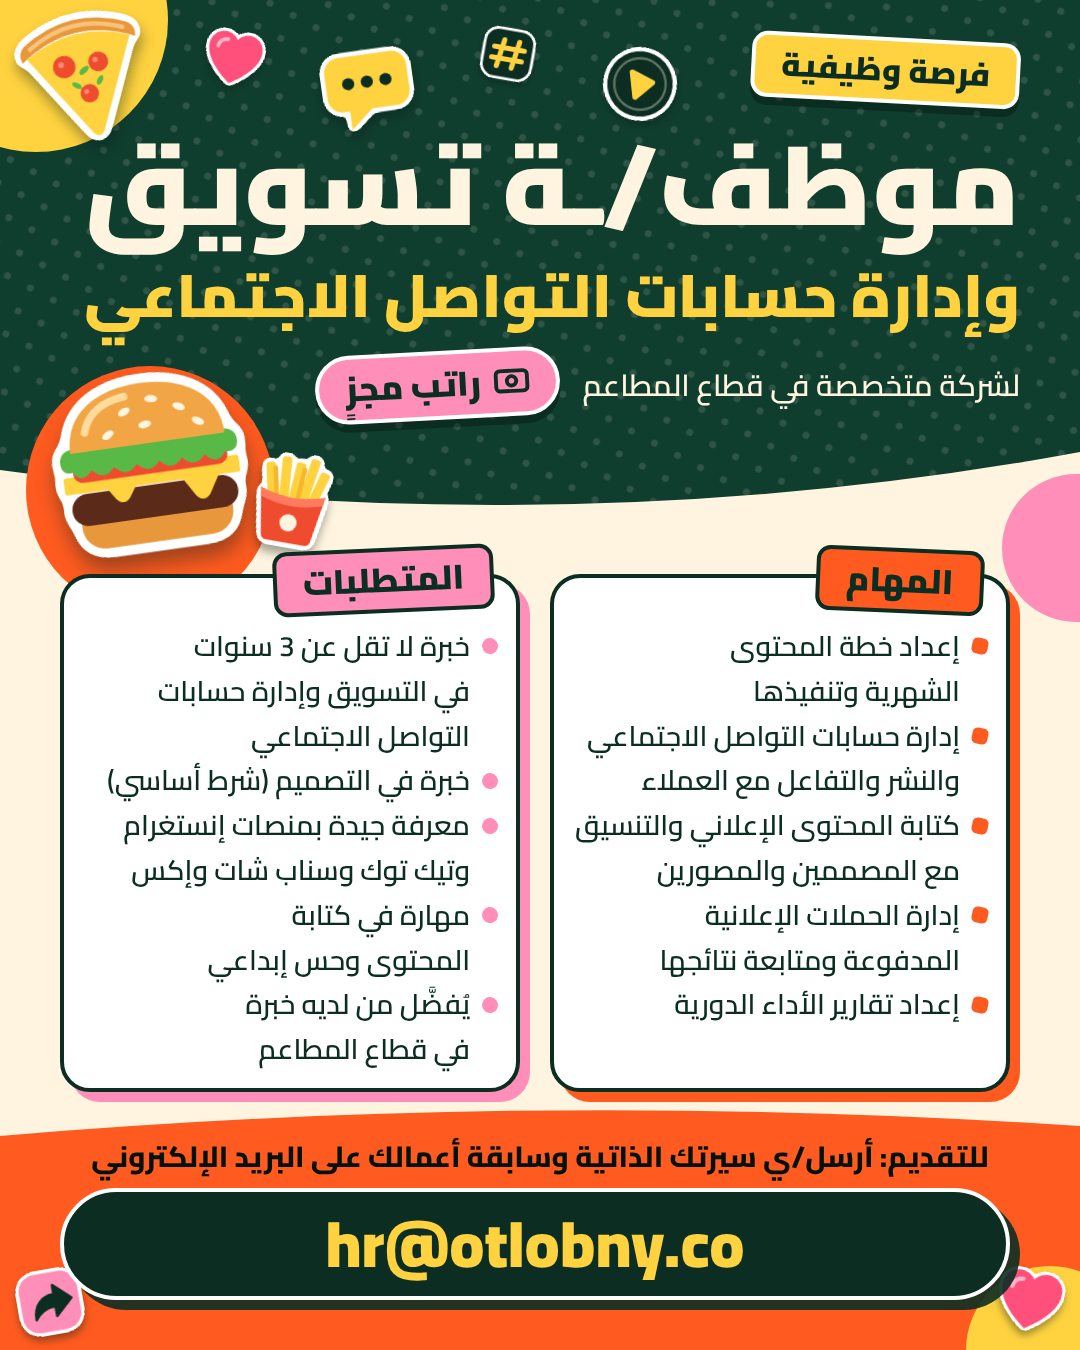 فرصة وظيفية
موظف/ـة تسويق
وإدارة حسابات التواصل الاجتماعي
لشركة متخصصة في قطاع المطاعم
راتب مجزٍ
المهام
إعداد خطة المحتوى
الشهرية وتنفيذها
إدارة حسابات التواصل الاجتماعي
والنشر والتفاعل مع العملاء
كتابة المحتوى الإعلاني والتنسيق
مع المصممين والمصورين
إدارة الحملات الإعلانية
المدفوعة ومتابعة نتائجها
إعداد تقارير الأداء الدورية
المتطلبات
خبرة لا تقل عن 3 سنوات
في التسويق وإدارة حسابات
التواصل الاجتماعي
خبرة في التصميم (شرط أساسي)
معرفة جيدة بمنصات إنستغرام
وتيك توك وسناب شات وإكس
مهارة في كتابة
المحتوى وحس إبداعي
يُفضَّل من لديه خبرة
في قطاع المطاعم
للتقديم: أرسل/ي سيرتك الذاتية وسابقة أعمالك على البريد الإلكتروني
hr@otlobny.co